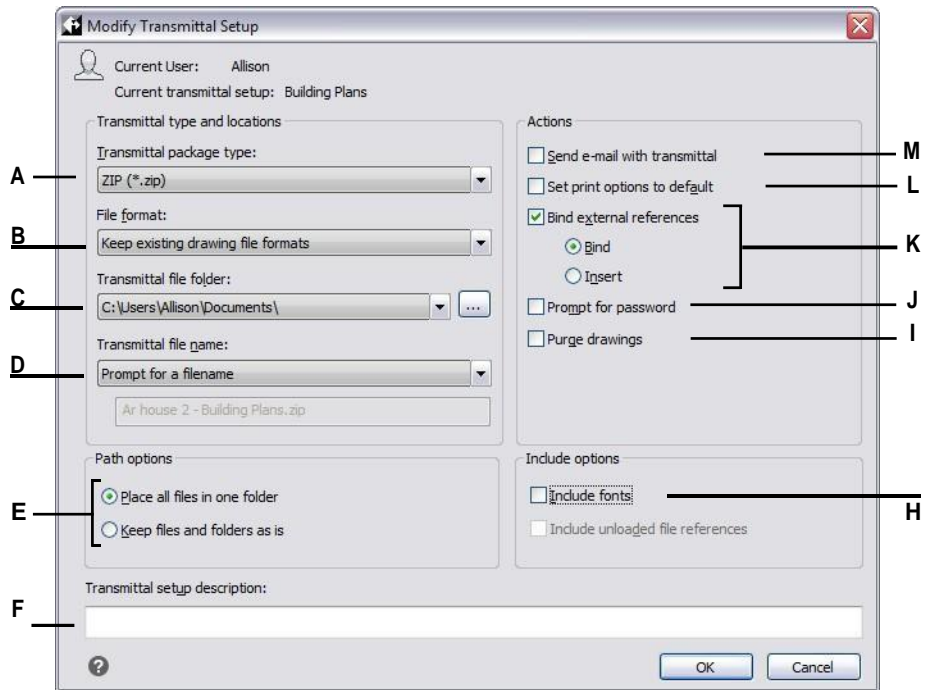 Modify Transmittal Setup
Current User: Allison
Current transmittal setup: Building Plans
Transmittal type and locations
Transmittal package type:
A
ZIP (*.zip)
File format:
B
Keep existing drawing file formats
Transmittal file folder:
C
C:\Users\Allison\Documents\
...
Transmittal file name:
D
Prompt for a filename
Ar house 2 - Building Plans.zip
Actions
Send e-mail with transmittal
M
Set print options to default
L
Bind external references
Bind
K
Insert
Prompt for password
J
Purge drawings
I
Path options
E
Place all files in one folder
Keep files and folders as is
Include options
Include fonts
H
Include unloaded file references
Transmittal setup description:
F
?
OK
Cancel